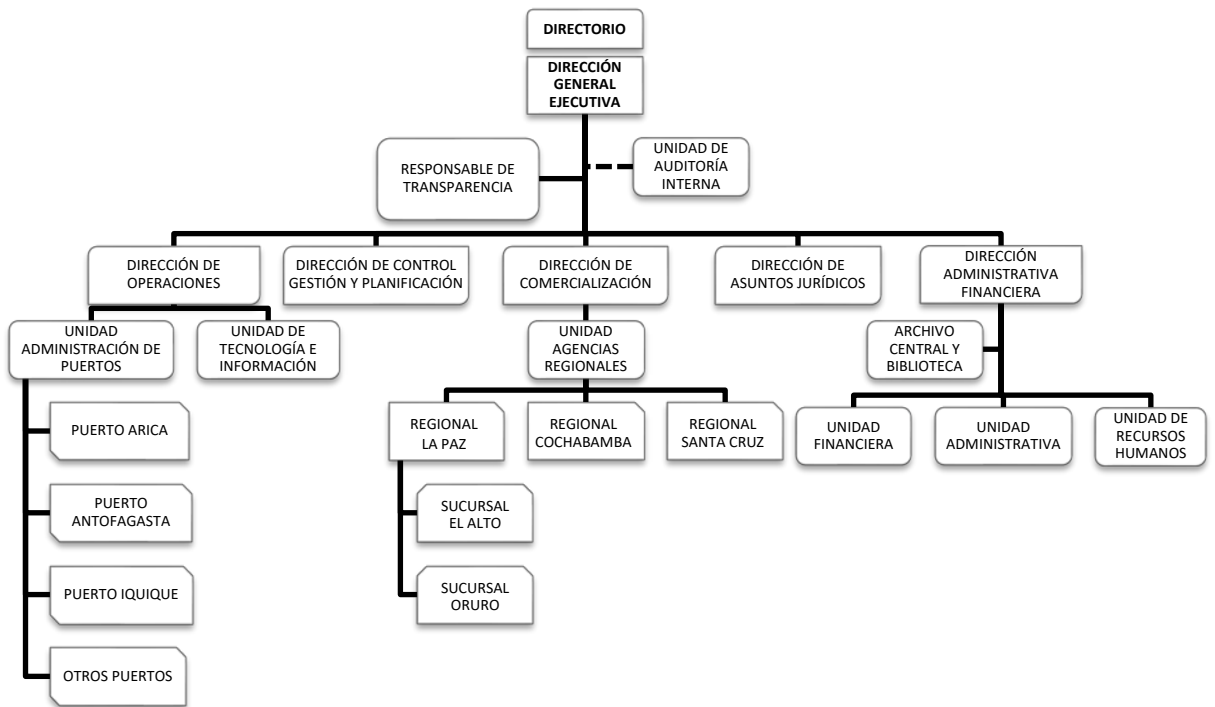 DIRECTORIO
DIRECCIÓN
GENERAL
EJECUTIVA
RESPONSABLE DE
TRANSPARENCIA
UNIDAD DE
AUDITORÍA
INTERNA
DIRECCIÓN DE
OPERACIONES
DIRECCIÓN DE CONTROL
GESTIÓN Y PLANIFICACIÓN
DIRECCIÓN DE
COMERCIALIZACIÓN
DIRECCIÓN DE
ASUNTOS JURÍDICOS
DIRECCIÓN
ADMINISTRATIVA
FINANCIERA
UNIDAD
ADMINISTRACIÓN DE
PUERTOS
UNIDAD DE
TECNOLOGÍA E
INFORMACIÓN
UNIDAD
AGENCIAS
REGIONALES
ARCHIVO
CENTRAL Y
BIBLIOTECA
PUERTO ARICA
REGIONAL
LA PAZ
REGIONAL
COCHABAMBA
REGIONAL
SANTA CRUZ
UNIDAD
FINANCIERA
UNIDAD
ADMINISTRATIVA
UNIDAD DE
RECURSOS
HUMANOS
PUERTO
ANTOFAGASTA
SUCURSAL
EL ALTO
PUERTO IQUIQUE
SUCURSAL
ORURO
OTROS PUERTOS